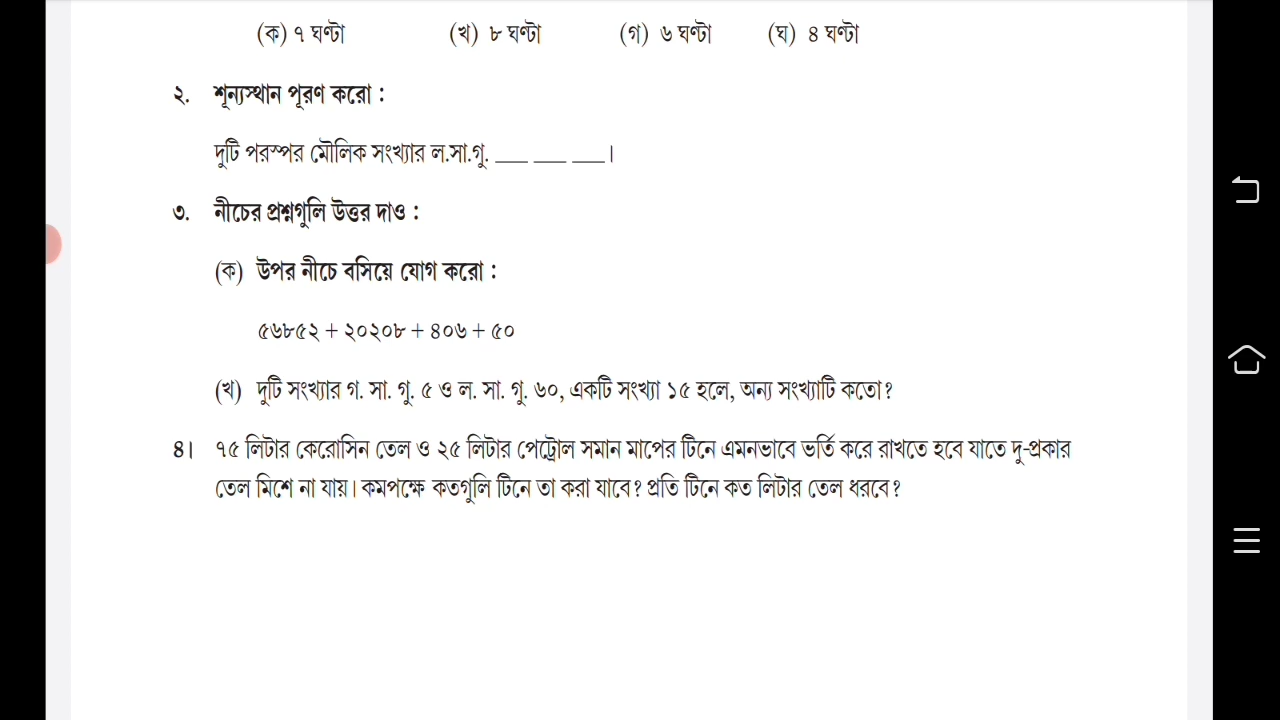 (ক) ৭ ঘণ্টা (খ) ৮ ঘণ্টা (গ) ৬ ঘণ্টা (ঘ) ৪ ঘণ্টা
২. শূন্যস্থান পূরণ করো :
দুটি পরস্পর মৌলিক সংখ্যার ল.সা.গু. ___ ___ ___।
৩. নীচের প্রশ্নগুলি উত্তর দাও :
(ক) উপর নীচে বসিয়ে যোগ করো :
৫৬৮৫২ + ২০২০৮ + ৪০৬ + ৫০
(খ) দুটি সংখ্যার গ. সা. গু. ৫ ও ল. সা. গু. ৬০, একটি সংখ্যা ১৫ হলে, অন্য সংখ্যাটি কতো?
৪। ৭৫ লিটার কেরোসিন তেল ও ২৫ লিটার পেট্রোল সমান মাপের টিনে এমনভাবে ভর্তি করে রাখতে হবে যাতে দু-প্রকার
তেল মিশে না যায়। কমপক্ষে কতগুলি টিনে তা করা যাবে? প্রতি টিনে কত লিটার তেল ধরবে?